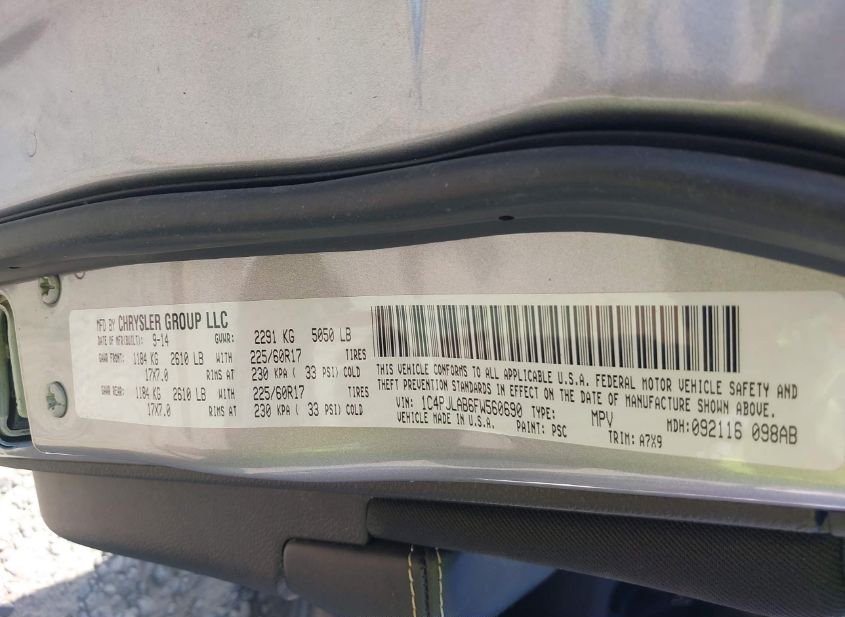 MFD BY CHRYSLER GROUP LLC
DATE OF MFR(BUILT): 9-14 GVWR: 2291 KG 5050 LB
GAWR FRONT: 1184 KG 2610 LB WITH 225/60R17 TIRES
17X7.0 RIMS AT 230 KPA ( 33 PSI) COLD
GAWR REAR: 1184 KG 2610 LB WITH 225/60R17 TIRES
17X7.0 RIMS AT 230 KPA ( 33 PSI) COLD
THIS VEHICLE CONFORMS TO ALL APPLICABLE U.S.A. FEDERAL MOTOR VEHICLE SAFETY AND
THEFT PREVENTION STANDARDS IN EFFECT ON THE DATE OF MANUFACTURE SHOWN ABOVE.
VIN: 1C4PJLAB6FW560690 TYPE: MPV MDH:092116 098AB
VEHICLE MADE IN U.S.A. PAINT: PSC TRIM: A7X9